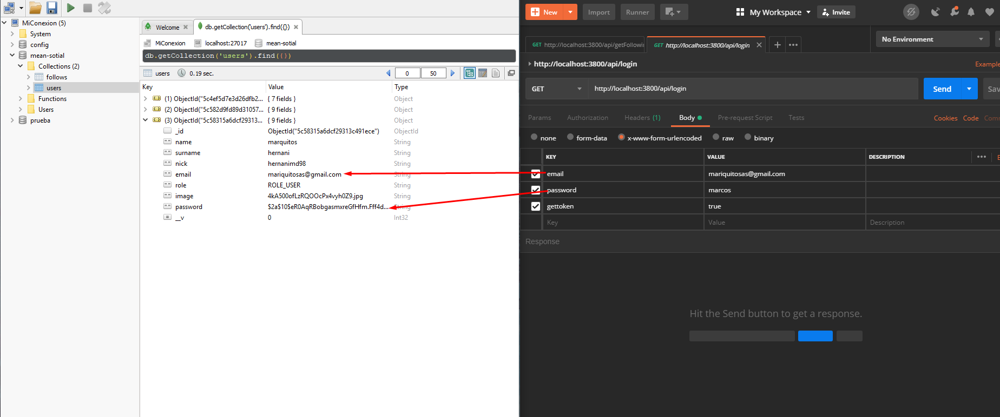 MiConexion (5)
System
config
mean-sotial
Collections (2)
follows
users
Functions
Users
prueba
Welcome
db.getCollection('users').find({})
MiConexion localhost:27017 mean-sotial
db.getCollection('users').find({})
users 0.19 sec. 0 50
Key Value Type
(1) ObjectId("5c4ef5d7e3d26dfb2... { 7 fields } Object
(2) ObjectId("5c582d9fd89d31057... { 9 fields } Object
(3) ObjectId("5c58315a6dcf29313... { 9 fields } Object
_id ObjectId("5c58315a6dcf29313c491ece") ObjectId
name marquitos String
surname hernani String
nick hernanimd98 String
email mariquitosas@gmail.com String
role ROLE_USER String
image 4kA500ofLzRQOOcPx4vyh0Z9.jpg String
password $2a$10$eR0AqRBobgasmxreGfHfm.Fff4d... String
__v 0 Int32
New Import Runner My Workspace Invite
GET http://localhost:3800/api/getFollowin
GET http://localhost:3800/api/login
No Environment
http://localhost:3800/api/login
Example
GET http://localhost:3800/api/login Send Sav
Params Authorization Headers (1) Body Pre-request Script Tests Cookies Code Comm
none form-data x-www-form-urlencoded raw binary
KEY VALUE DESCRIPTION
email mariquitosas@gmail.com
password marcos
gettoken true
Key Value Description
Response
Hit the Send button to get a response.